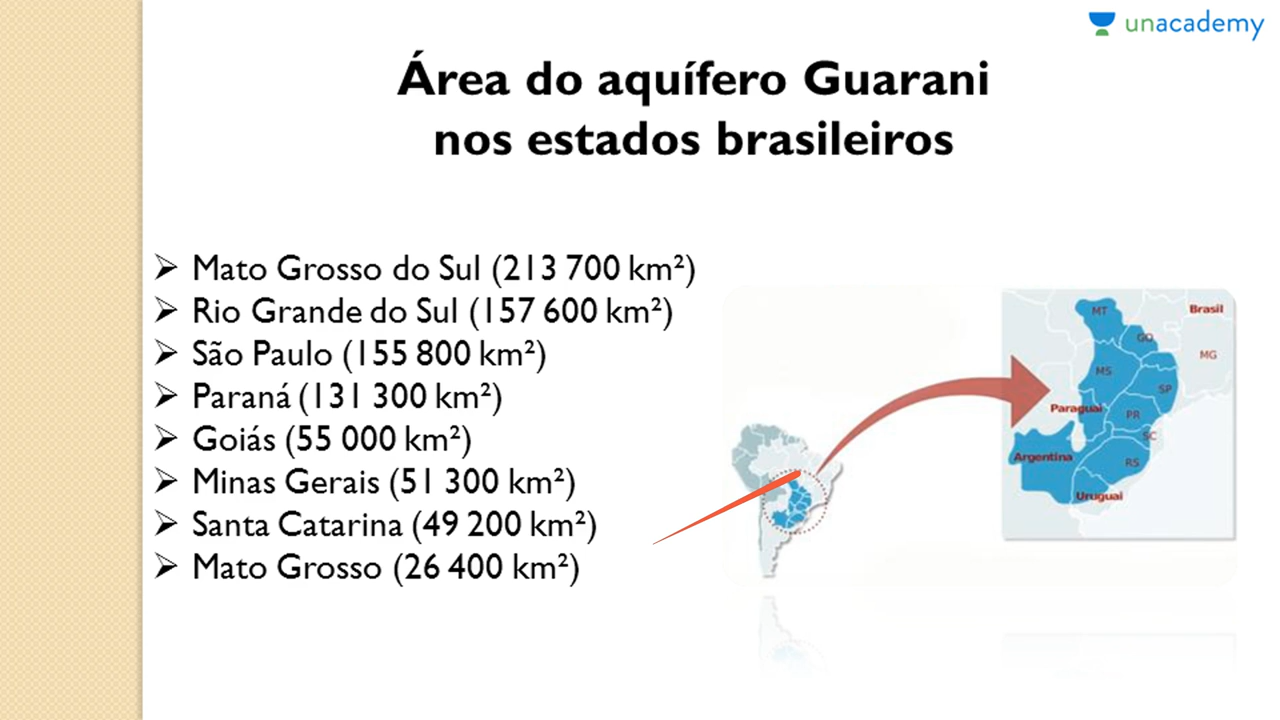 unacademy
Área do aquífero Guarani
nos estados brasileiros
➢ Mato Grosso do Sul (213 700 km²)
➢ Rio Grande do Sul (157 600 km²)
➢ São Paulo (155 800 km²)
➢ Paraná (131 300 km²)
➢ Goiás (55 000 km²)
➢ Minas Gerais (51 300 km²)
➢ Santa Catarina (49 200 km²)
➢ Mato Grosso (26 400 km²)
MT
Brasil
GO
MG
MS
SP
Paraguai
PR
SC
Argentina
RS
Uruguai